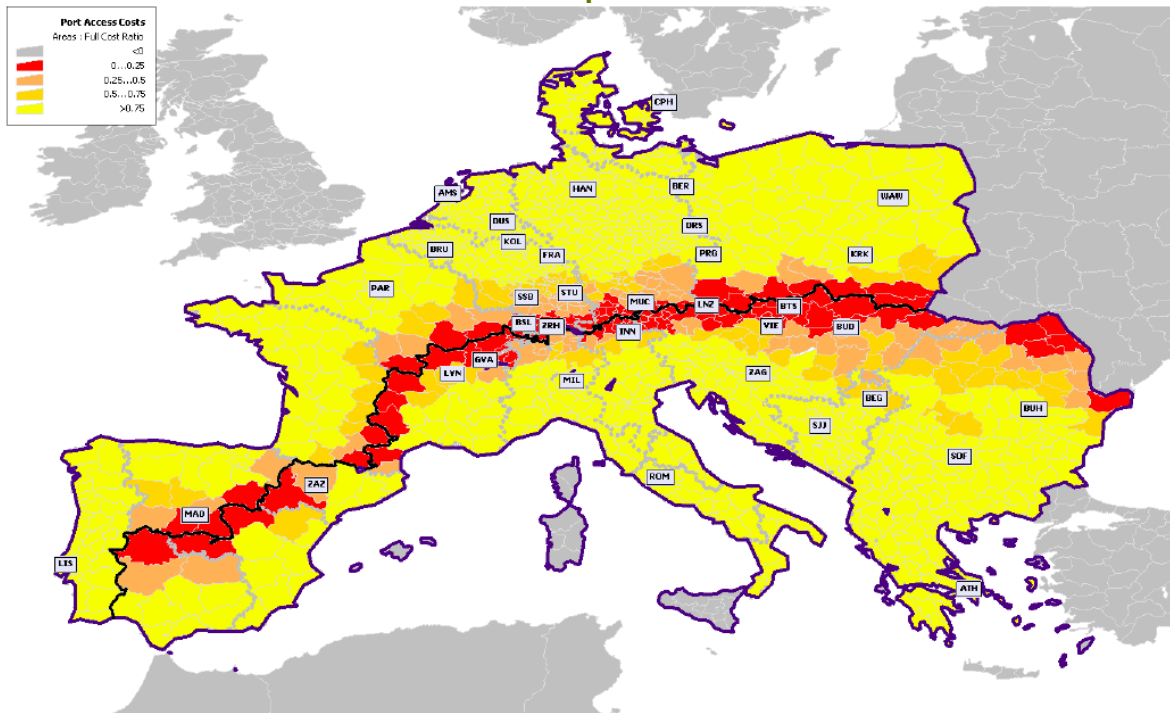 Port Access Costs
Areas : Full Cost Ratio
<0
0...0.25
0.25...0.5
0.5...0.75
>0.75
CPH
AMS
HAN
BER
WAW
DUS
DRS
KOL
BRU
FRA
PRG
KRK
PAR
STU
SSB
MUC
LNZ
BTS
BSL
ZRH
INN
VIE
BUD
GVA
LYN
MIL
ZAG
BEG
BUH
SJJ
SOF
ROM
ZAZ
MAD
LIS
ATH